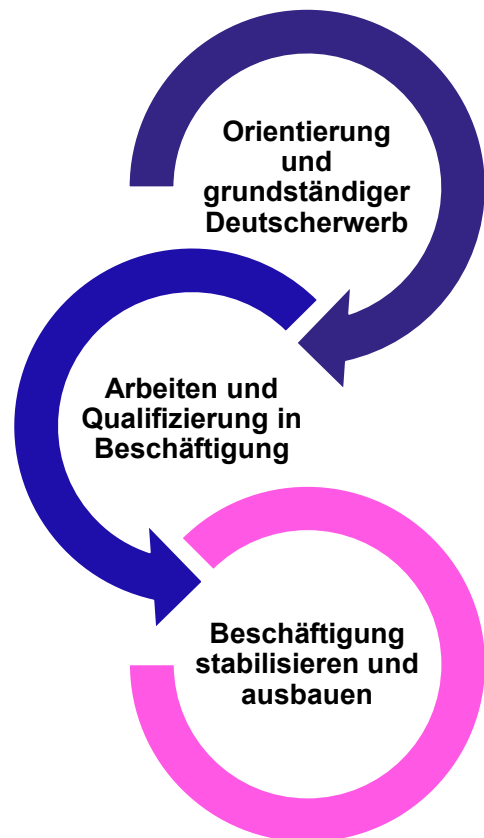 Orientierung
und
grundständiger
Deutscherwerb
Arbeiten und
Qualifizierung in
Beschäftigung
Beschäftigung
stabilisieren und
ausbauen